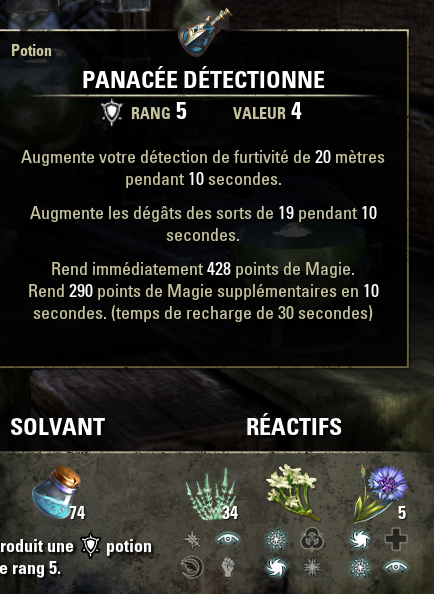 Potion
PANACÉE DÉTECTIONNE
RANG 5 VALEUR 4
Augmente votre détection de furtivité de 20 mètres
pendant 10 secondes.
Augmente les dégâts des sorts de 19 pendant 10
secondes.
Rend immédiatement 428 points de Magie.
Rend 290 points de Magie supplémentaires en 10
secondes. (temps de recharge de 30 secondes)
SOLVANT RÉACTIFS
74 34 5
roduit une potion
e rang 5.